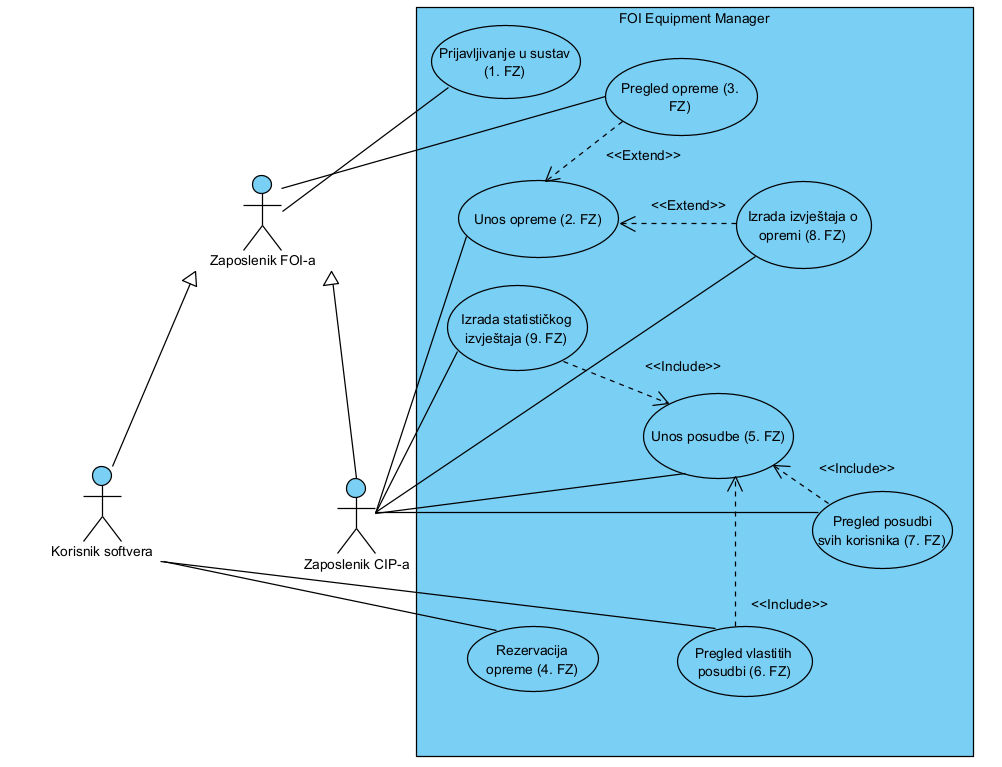 FOI Equipment Manager
Prijavljivanje u sustav
(1. FZ)
Pregled opreme (3.
FZ)
<<Extend>>
Zaposlenik FOI-a
Unos opreme (2. FZ)
<<Extend>>
Izrada izvještaja o
opremi (8. FZ)
Izrada statističkog
izvještaja (9. FZ)
<<Include>>
Unos posudbe (5. FZ)
<<Include>>
Pregled posudbi
svih korisnika (7. FZ)
Korisnik softvera
Zaposlenik CIP-a
<<Include>>
Rezervacija
opreme (4. FZ)
Pregled vlastitih
posudbi (6. FZ)